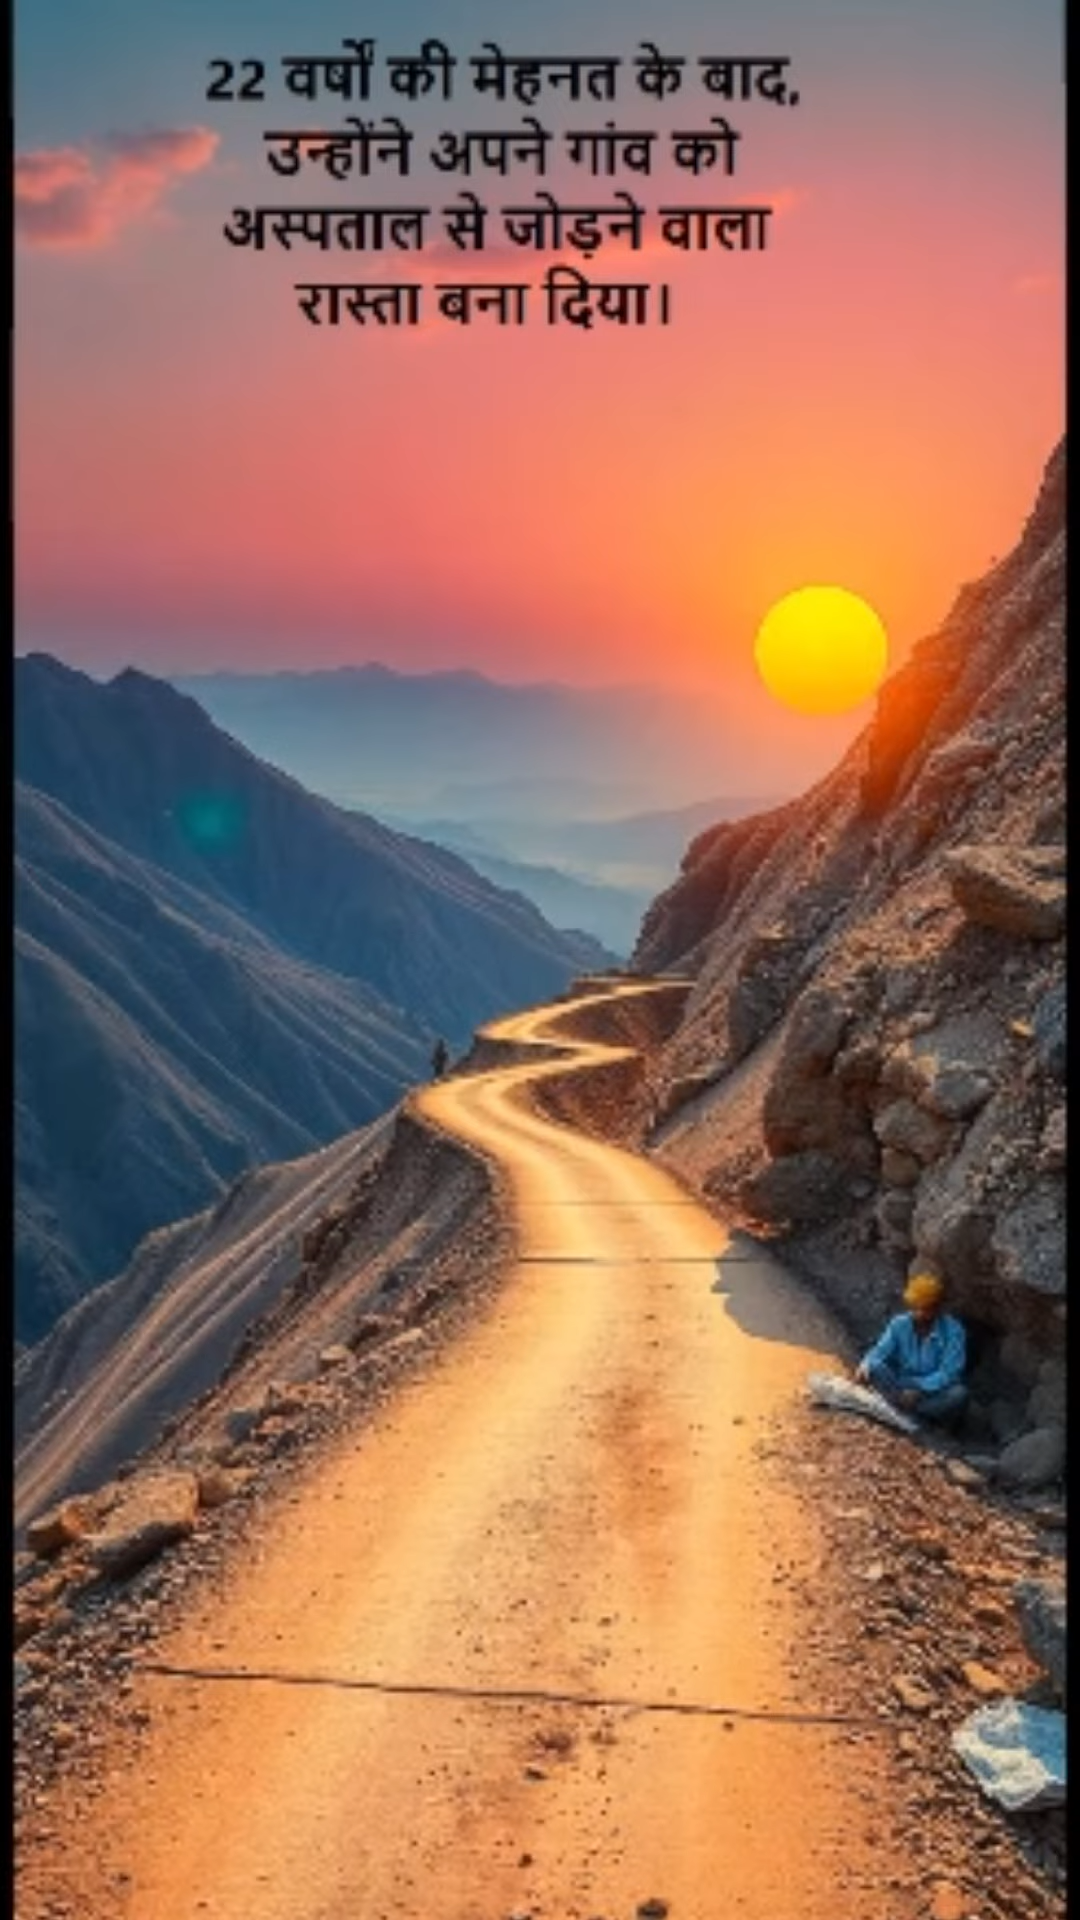 22 वर्षों की मेहनत के बाद,
उन्होंने अपने गांव को
अस्पताल से जोड़ने वाला
रास्ता बना दिया।